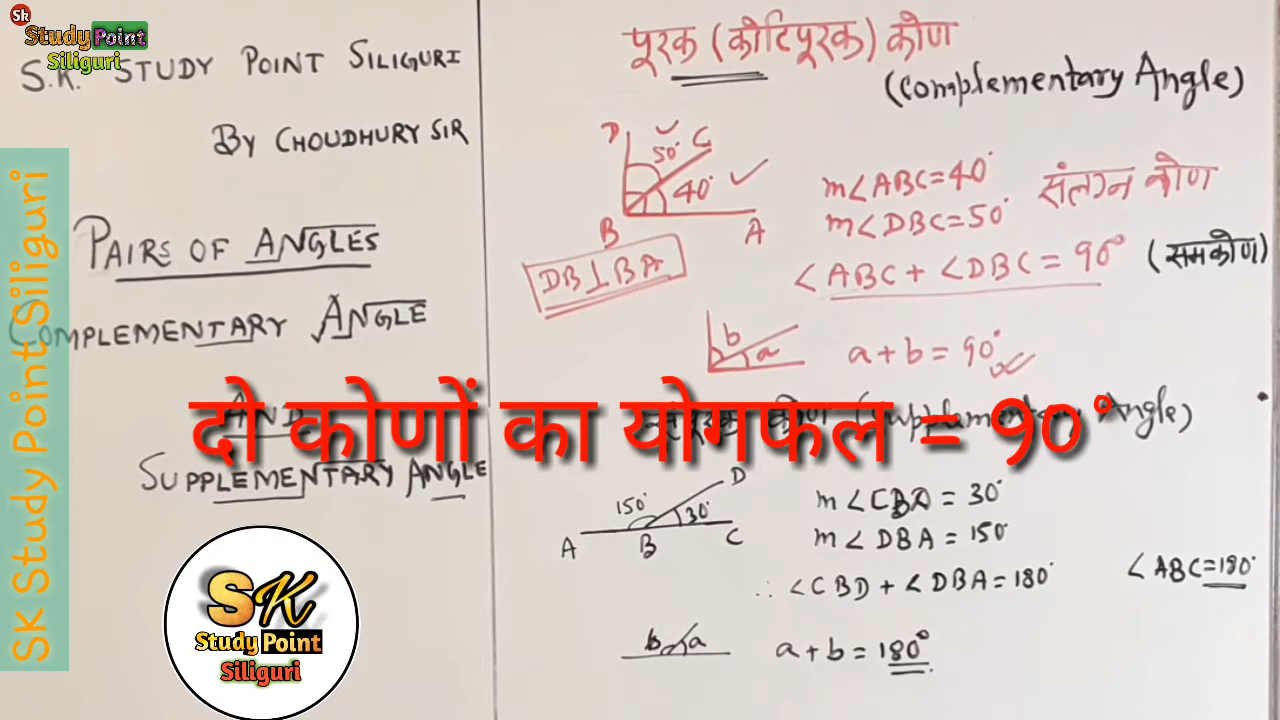 Sk
Study Point
Siliguri
SK Study Point Siliguri
S.K. STUDY POINT SILIGURI
BY CHOUDHURY SIR
PAIRS OF ANGLES
COMPLEMENTARY ANGLE
AND
SUPPLEMENTARY ANGLE
SK
Study Point
Siliguri
पूरक (कोटिपूरक) कोण
(Complementary Angle)
D 50° C
40°
B A
DB⊥BA
m∠ABC=40°
m∠DBC=50°
संलग्न कोण
∠ABC + ∠DBC = 90° (समकोण)
b a
a+b = 90°
दो कोणों का योगफल = 90°
कोण (Supplementary Angle)
150° D
30°
A B C
m∠CBD = 30°
m∠DBA = 150°
∴ ∠CBD + ∠DBA = 180°
∠ABC=180°
b a
a+b = 180°